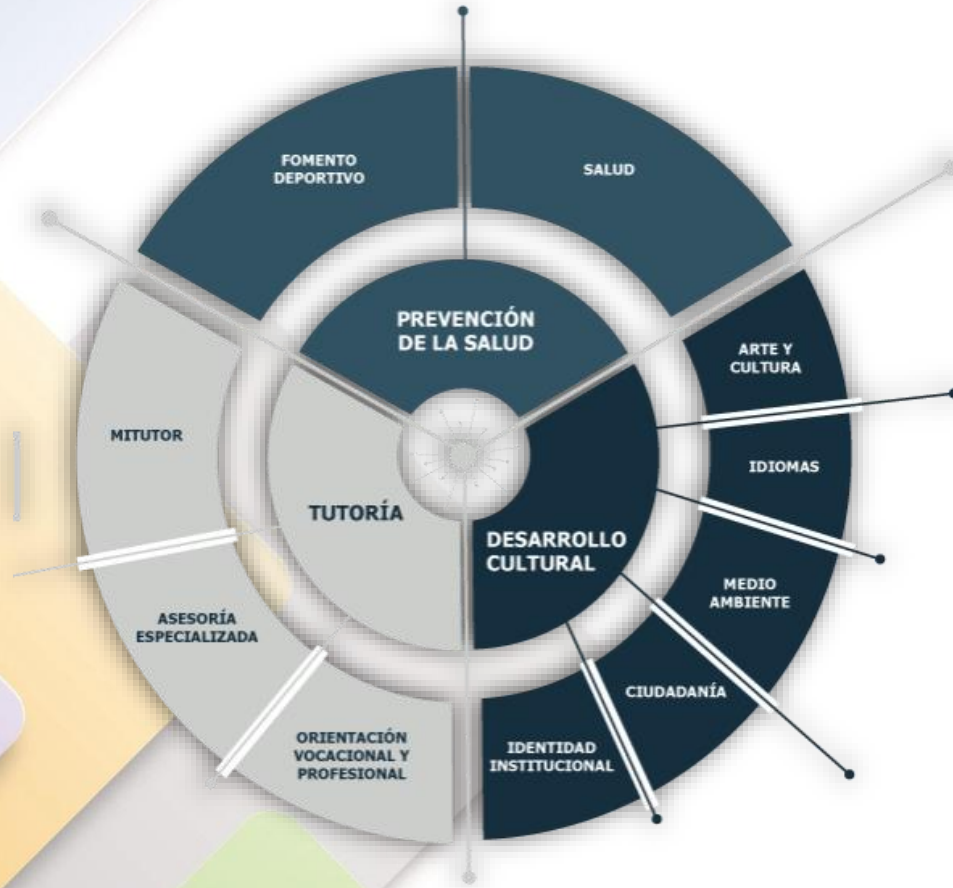 FOMENTO
DEPORTIVO
SALUD
PREVENCIÓN
DE LA SALUD
ARTE Y
CULTURA
MITUTOR
IDIOMAS
TUTORÍA
DESARROLLO
CULTURAL
MEDIO
AMBIENTE
ASESORÍA
ESPECIALIZADA
CIUDADANÍA
ORIENTACIÓN
VOCACIONAL Y
PROFESIONAL
IDENTIDAD
INSTITUCIONAL